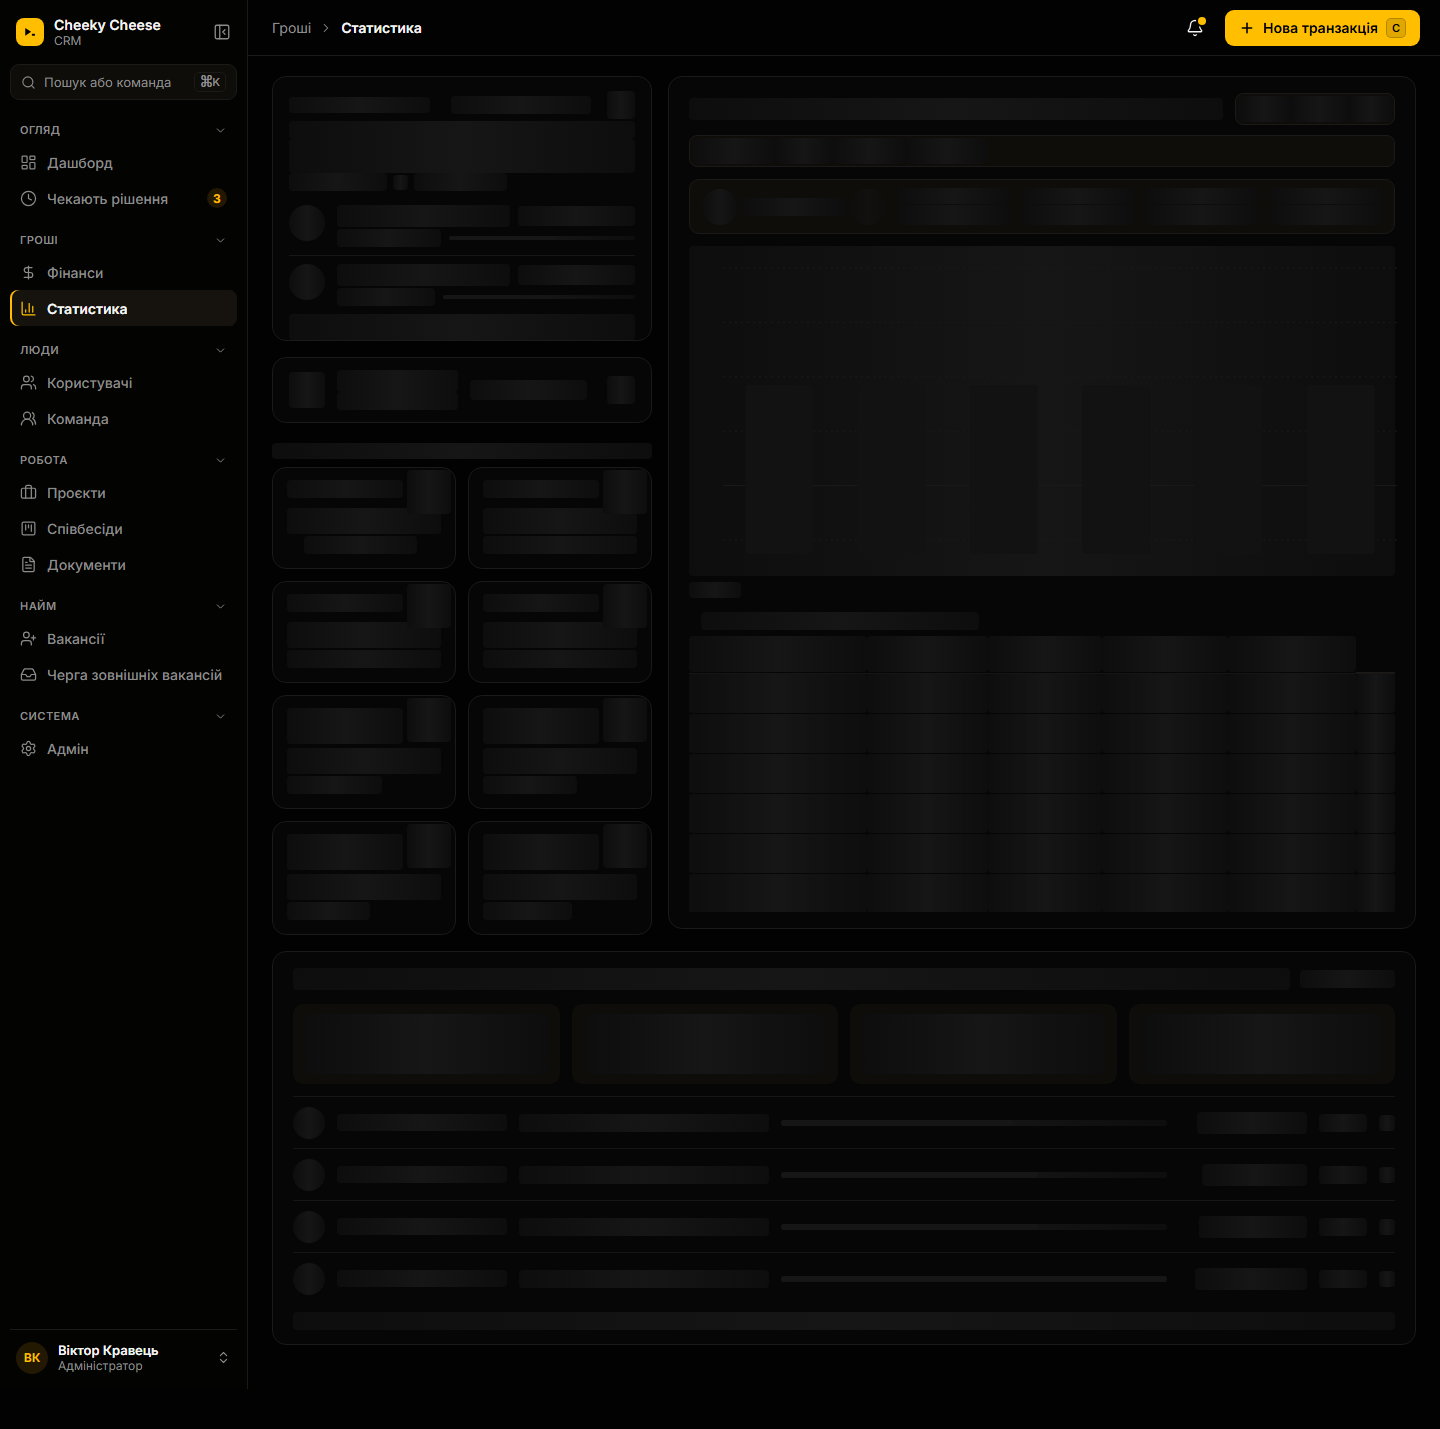 Cheeky Cheese
CRM
Пошук або команда
⌘K
ОГЛЯД
Дашборд
Чекають рішення
3
ГРОШІ
Фінанси
Статистика
ЛЮДИ
Користувачі
Команда
РОБОТА
Проєкти
Співбесіди
Документи
НАЙМ
Вакансії
Черга зовнішніх вакансій
СИСТЕМА
Адмін
ВК
Віктор Кравець
Адміністратор
Гроші
Статистика
Нова транзакція
C